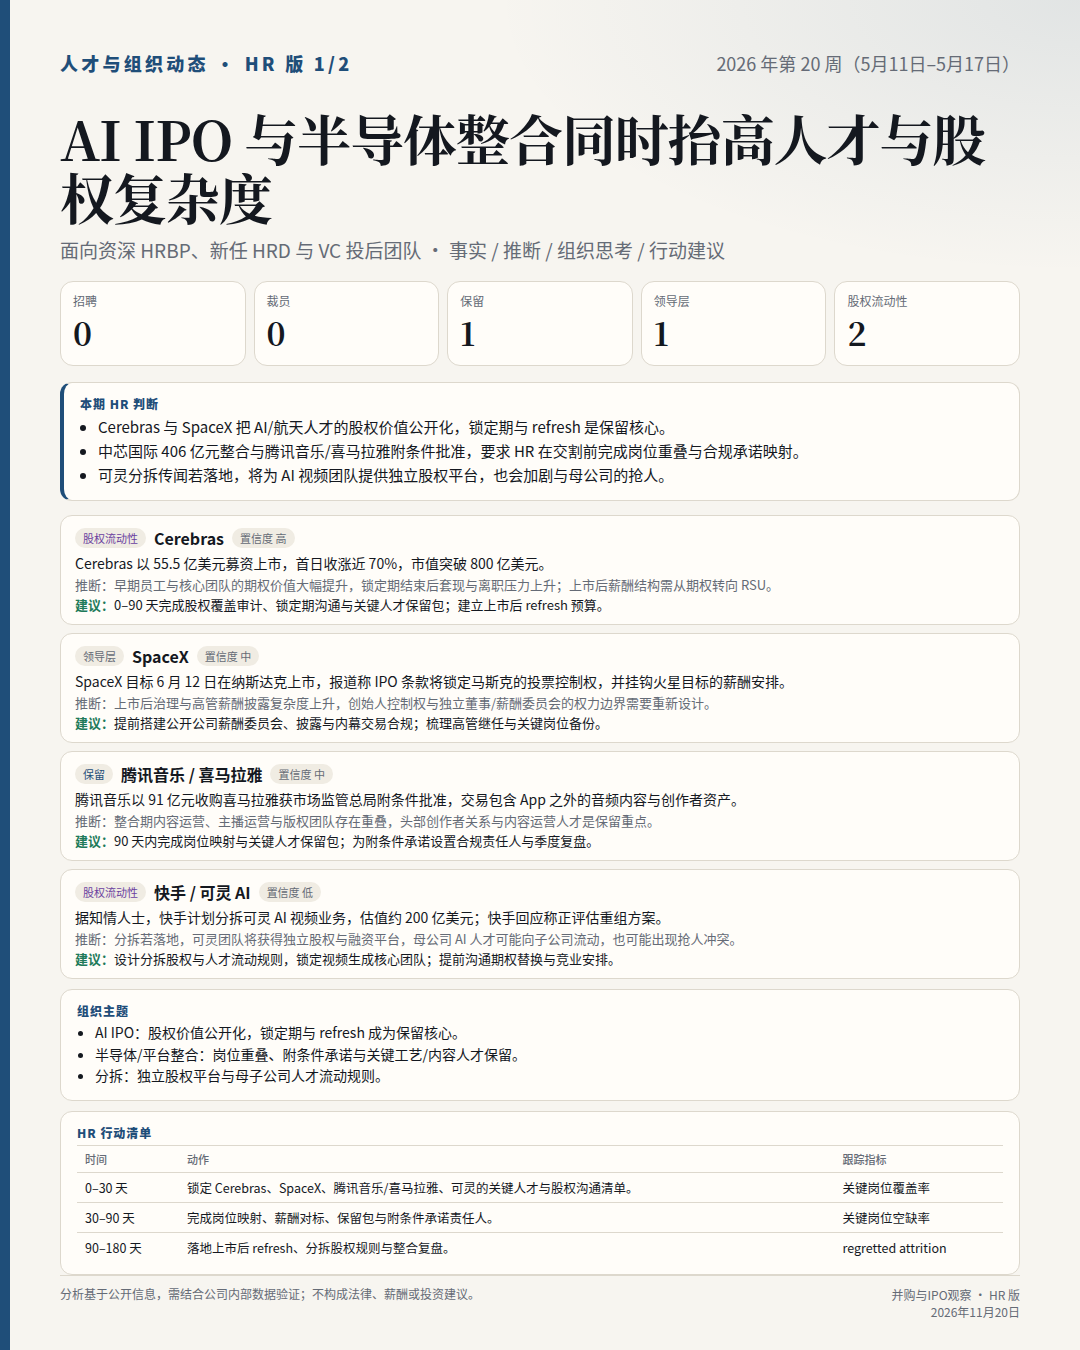 人才与组织动态 · HR 版 1/2
2026 年第 20 周（5月11日–5月17日）
AI IPO 与半导体整合同时抬高人才与股
权复杂度
面向资深 HRBP、新任 HRD 与 VC 投后团队 · 事实 / 推断 / 组织思考 / 行动建议
招聘
0
裁员
0
保留
1
领导层
1
股权流动性
2
本期 HR 判断
• Cerebras 与 SpaceX 把 AI/航天人才的股权价值公开化，锁定期与 refresh 是保留核心。
• 中芯国际 406 亿元整合与腾讯音乐/喜马拉雅附条件批准，要求 HR 在交割前完成岗位重叠与合规承诺映射。
• 可灵分拆传闻若落地，将为 AI 视频团队提供独立股权平台，也会加剧与母公司的抢人。
股权流动性 Cerebras 置信度 高
Cerebras 以 55.5 亿美元募资上市，首日收涨近 70%，市值突破 800 亿美元。
推断：早期员工与核心团队的期权价值大幅提升，锁定期结束后套现与离职压力上升；上市后薪酬结构需从期权转向 RSU。
建议：0–90 天完成股权覆盖审计、锁定期沟通与关键人才保留包；建立上市后 refresh 预算。
领导层 SpaceX 置信度 中
SpaceX 目标 6 月 12 日在纳斯达克上市，报道称 IPO 条款将锁定马斯克的投票控制权，并挂钩火星目标的薪酬安排。
推断：上市后治理与高管薪酬披露复杂度上升，创始人控制权与独立董事/薪酬委员会的权力边界需要重新设计。
建议：提前搭建公开公司薪酬委员会、披露与内幕交易合规；梳理高管继任与关键岗位备份。
保留 腾讯音乐 / 喜马拉雅 置信度 中
腾讯音乐以 91 亿元收购喜马拉雅获市场监管总局附条件批准，交易包含 App 之外的音频内容与创作者资产。
推断：整合期内容运营、主播运营与版权团队存在重叠，头部创作者关系与内容运营人才是保留重点。
建议：90 天内完成岗位映射与关键人才保留包；为附条件承诺设置合规责任人与季度复盘。
股权流动性 快手 / 可灵 AI 置信度 低
据知情人士，快手计划分拆可灵 AI 视频业务，估值约 200 亿美元；快手回应称正评估重组方案。
推断：分拆若落地，可灵团队将获得独立股权与融资平台，母公司 AI 人才可能向子公司流动，也可能出现抢人冲突。
建议：设计分拆股权与人才流动规则，锁定视频生成核心团队；提前沟通期权替换与竞业安排。
组织主题
• AI IPO：股权价值公开化，锁定期与 refresh 成为保留核心。
• 半导体/平台整合：岗位重叠、附条件承诺与关键工艺/内容人才保留。
• 分拆：独立股权平台与母子公司人才流动规则。
HR 行动清单
时间 动作 跟踪指标
0–30 天 锁定 Cerebras、SpaceX、腾讯音乐/喜马拉雅、可灵的关键人才与股权沟通清单。 关键岗位覆盖率
30–90 天 完成岗位映射、薪酬对标、保留包与附条件承诺责任人。 关键岗位空缺率
90–180 天 落地上市后 refresh、分拆股权规则与整合复盘。 regretted attrition
分析基于公开信息，需结合公司内部数据验证；不构成法律、薪酬或投资建议。
并购与IPO观察 · HR 版
2026年11月20日